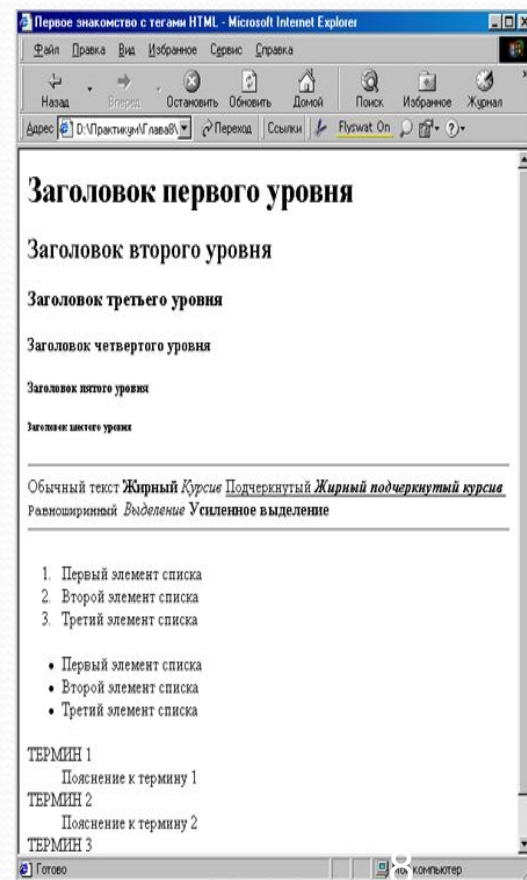 Первое знакомство с тегами HTML - Microsoft Internet Explorer
Файл Правка Вид Избранное Сервис Справка
Назад Вперед Остановить Обновить Домой Поиск Избранное Журнал
Адрес D:\Практикум\Глава8\ Переход Ссылки Flyswat On
Заголовок первого уровня
Заголовок второго уровня
Заголовок третьего уровня
Заголовок четвертого уровня
Заголовок пятого уровня
Заголовок шестого уровня
Обычный текст Жирный Курсив Подчеркнутый Жирный подчеркнутый курсив
Равноширинный Выделение Усиленное выделение
1. Первый элемент списка
2. Второй элемент списка
3. Третий элемент списка
• Первый элемент списка
• Второй элемент списка
• Третий элемент списка
ТЕРМИН 1
Пояснение к термину 1
ТЕРМИН 2
Пояснение к термину 2
ТЕРМИН 3
Готово
8
компьютер